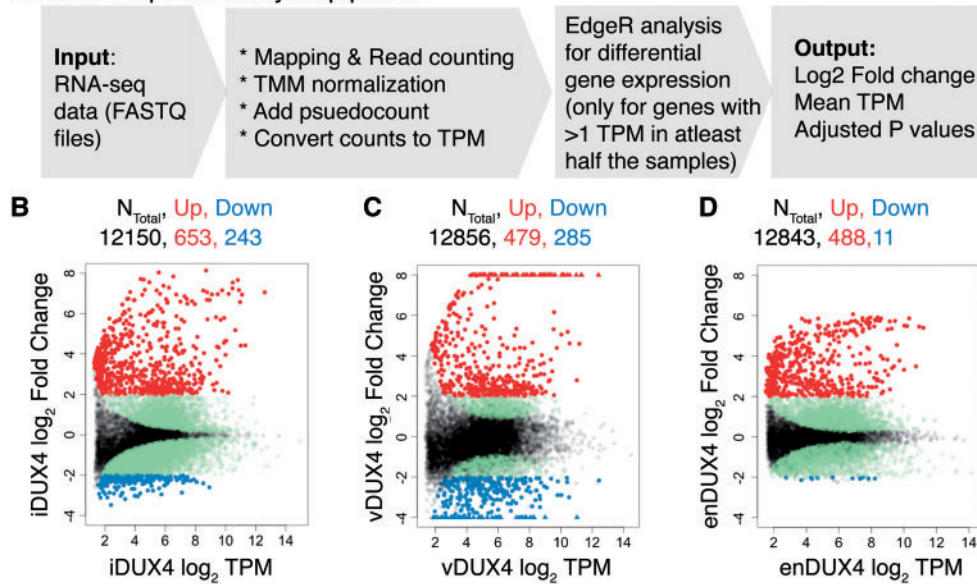 Input:
RNA-seq
data (FASTQ
files)
* Mapping & Read counting
* TMM normalization
* Add psuedocount
* Convert counts to TPM
EdgeR analysis
for differential
gene expression
(only for genes with
>1 TPM in atleast
half the samples)
Output:
Log2 Fold change
Mean TPM
Adjusted P values
B
N_Total, Up, Down
12150, 653, 243
iDUX4 log2 Fold Change
8
6
4
2
0
-2
-4
2 4 6 8 10 12 14
iDUX4 log2 TPM
C
N_Total, Up, Down
12856, 479, 285
vDUX4 log2 Fold Change
8
6
4
2
0
-2
-4
2 4 6 8 10 12 14
vDUX4 log2 TPM
D
N_Total, Up, Down
12843, 488,11
enDUX4 log2 Fold Change
8
6
4
2
0
-2
-4
2 4 6 8 10 12 14
enDUX4 log2 TPM